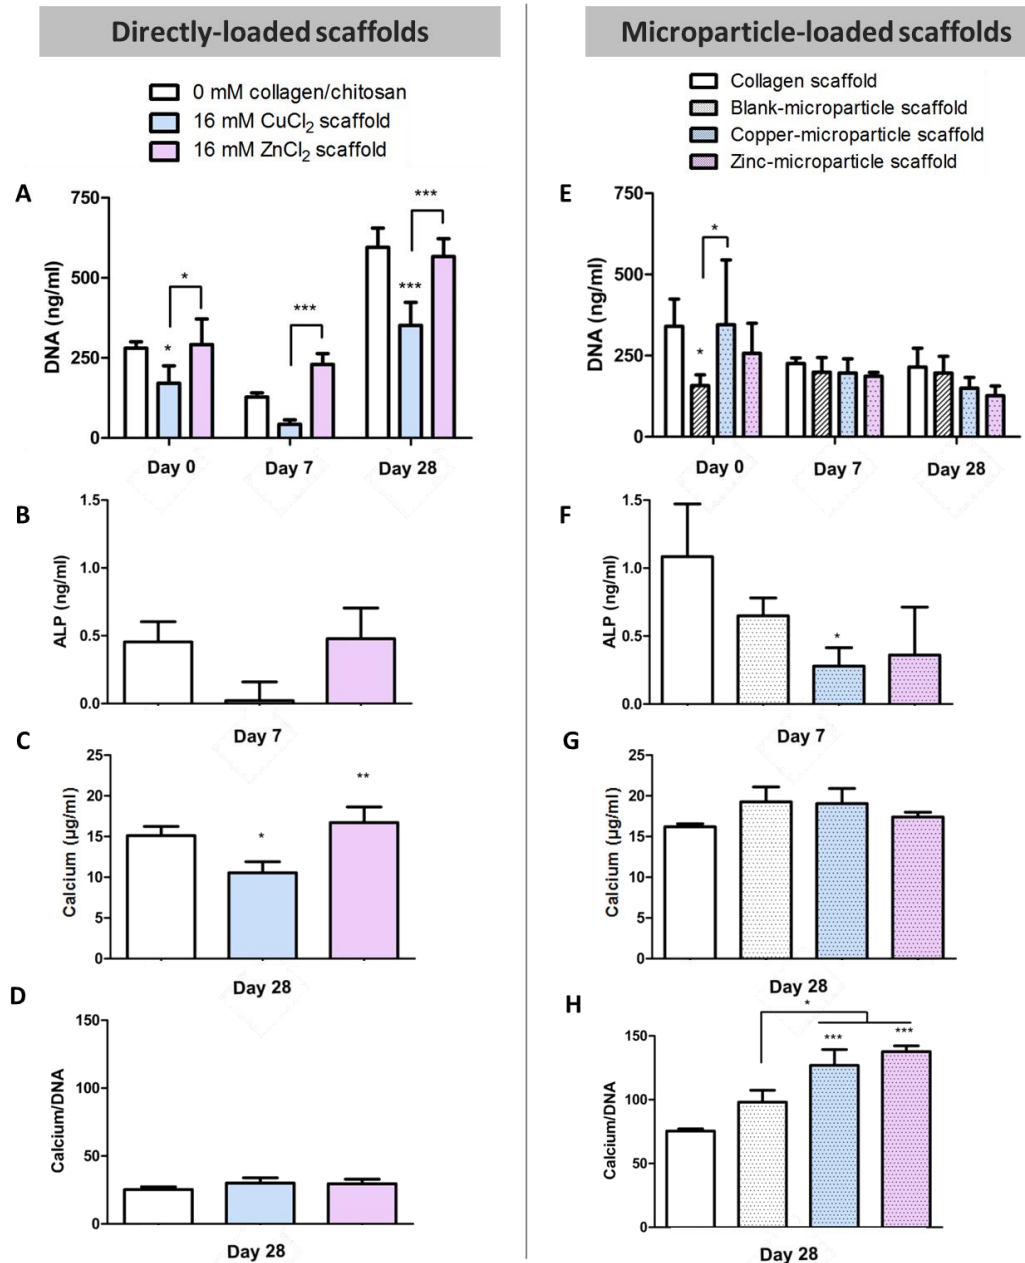 Directly-loaded scaffolds
0 mM collagen/chitosan
16 mM CuCl₂ scaffold
16 mM ZnCl₂ scaffold
A
DNA (ng/ml)
750
500
250
0
*
*
***
***
***
Day 0
Day 7
Day 28
B
ALP (ng/ml)
1.5
1.0
0.5
0.0
Day 7
C
Calcium (µg/ml)
25
20
15
10
5
0
*
**
Day 28
D
Calcium/DNA
150
100
50
0
Day 28
Microparticle-loaded scaffolds
Collagen scaffold
Blank-microparticle scaffold
Copper-microparticle scaffold
Zinc-microparticle scaffold
E
DNA (ng/ml)
750
500
250
0
*
*
Day 0
Day 7
Day 28
F
ALP (ng/ml)
1.5
1.0
0.5
0.0
*
Day 7
G
Calcium (µg/ml)
25
20
15
10
5
0
Day 28
H
Calcium/DNA
150
100
50
0
*
***
***
Day 28